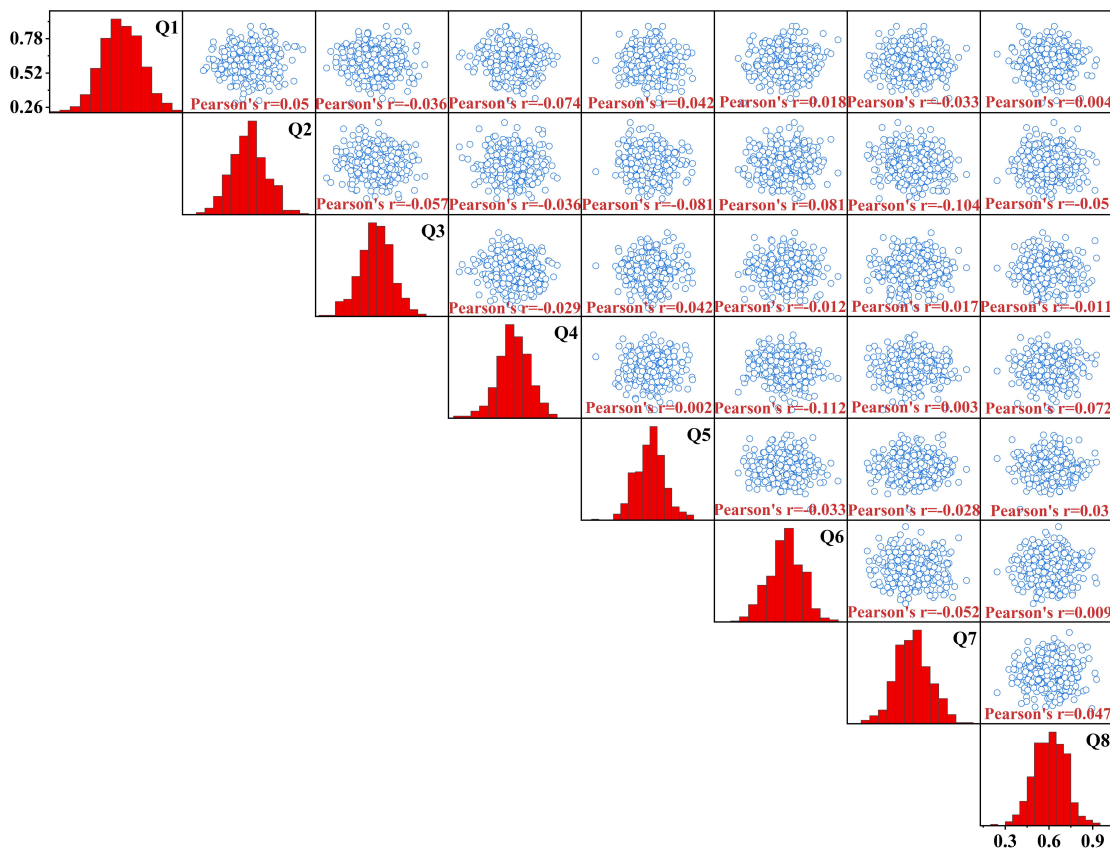 0.78
0.52
0.26
Q1
Pearson's r=0.05
Pearson's r=-0.036
Pearson's r=-0.074
Pearson's r=0.042
Pearson's r=0.018
Pearson's r=-0.033
Pearson's r=0.004
Q2
Pearson's r=-0.057
Pearson's r=-0.036
Pearson's r=-0.081
Pearson's r=0.081
Pearson's r=-0.104
Pearson's r=-0.05
Q3
Pearson's r=-0.029
Pearson's r=0.042
Pearson's r=-0.012
Pearson's r=0.017
Pearson's r=-0.011
Q4
Pearson's r=0.002
Pearson's r=-0.112
Pearson's r=0.003
Pearson's r=0.072
Q5
Pearson's r=-0.033
Pearson's r=-0.028
Pearson's r=0.03
Q6
Pearson's r=-0.052
Pearson's r=0.009
Q7
Pearson's r=0.047
Q8
0.3 0.6 0.9